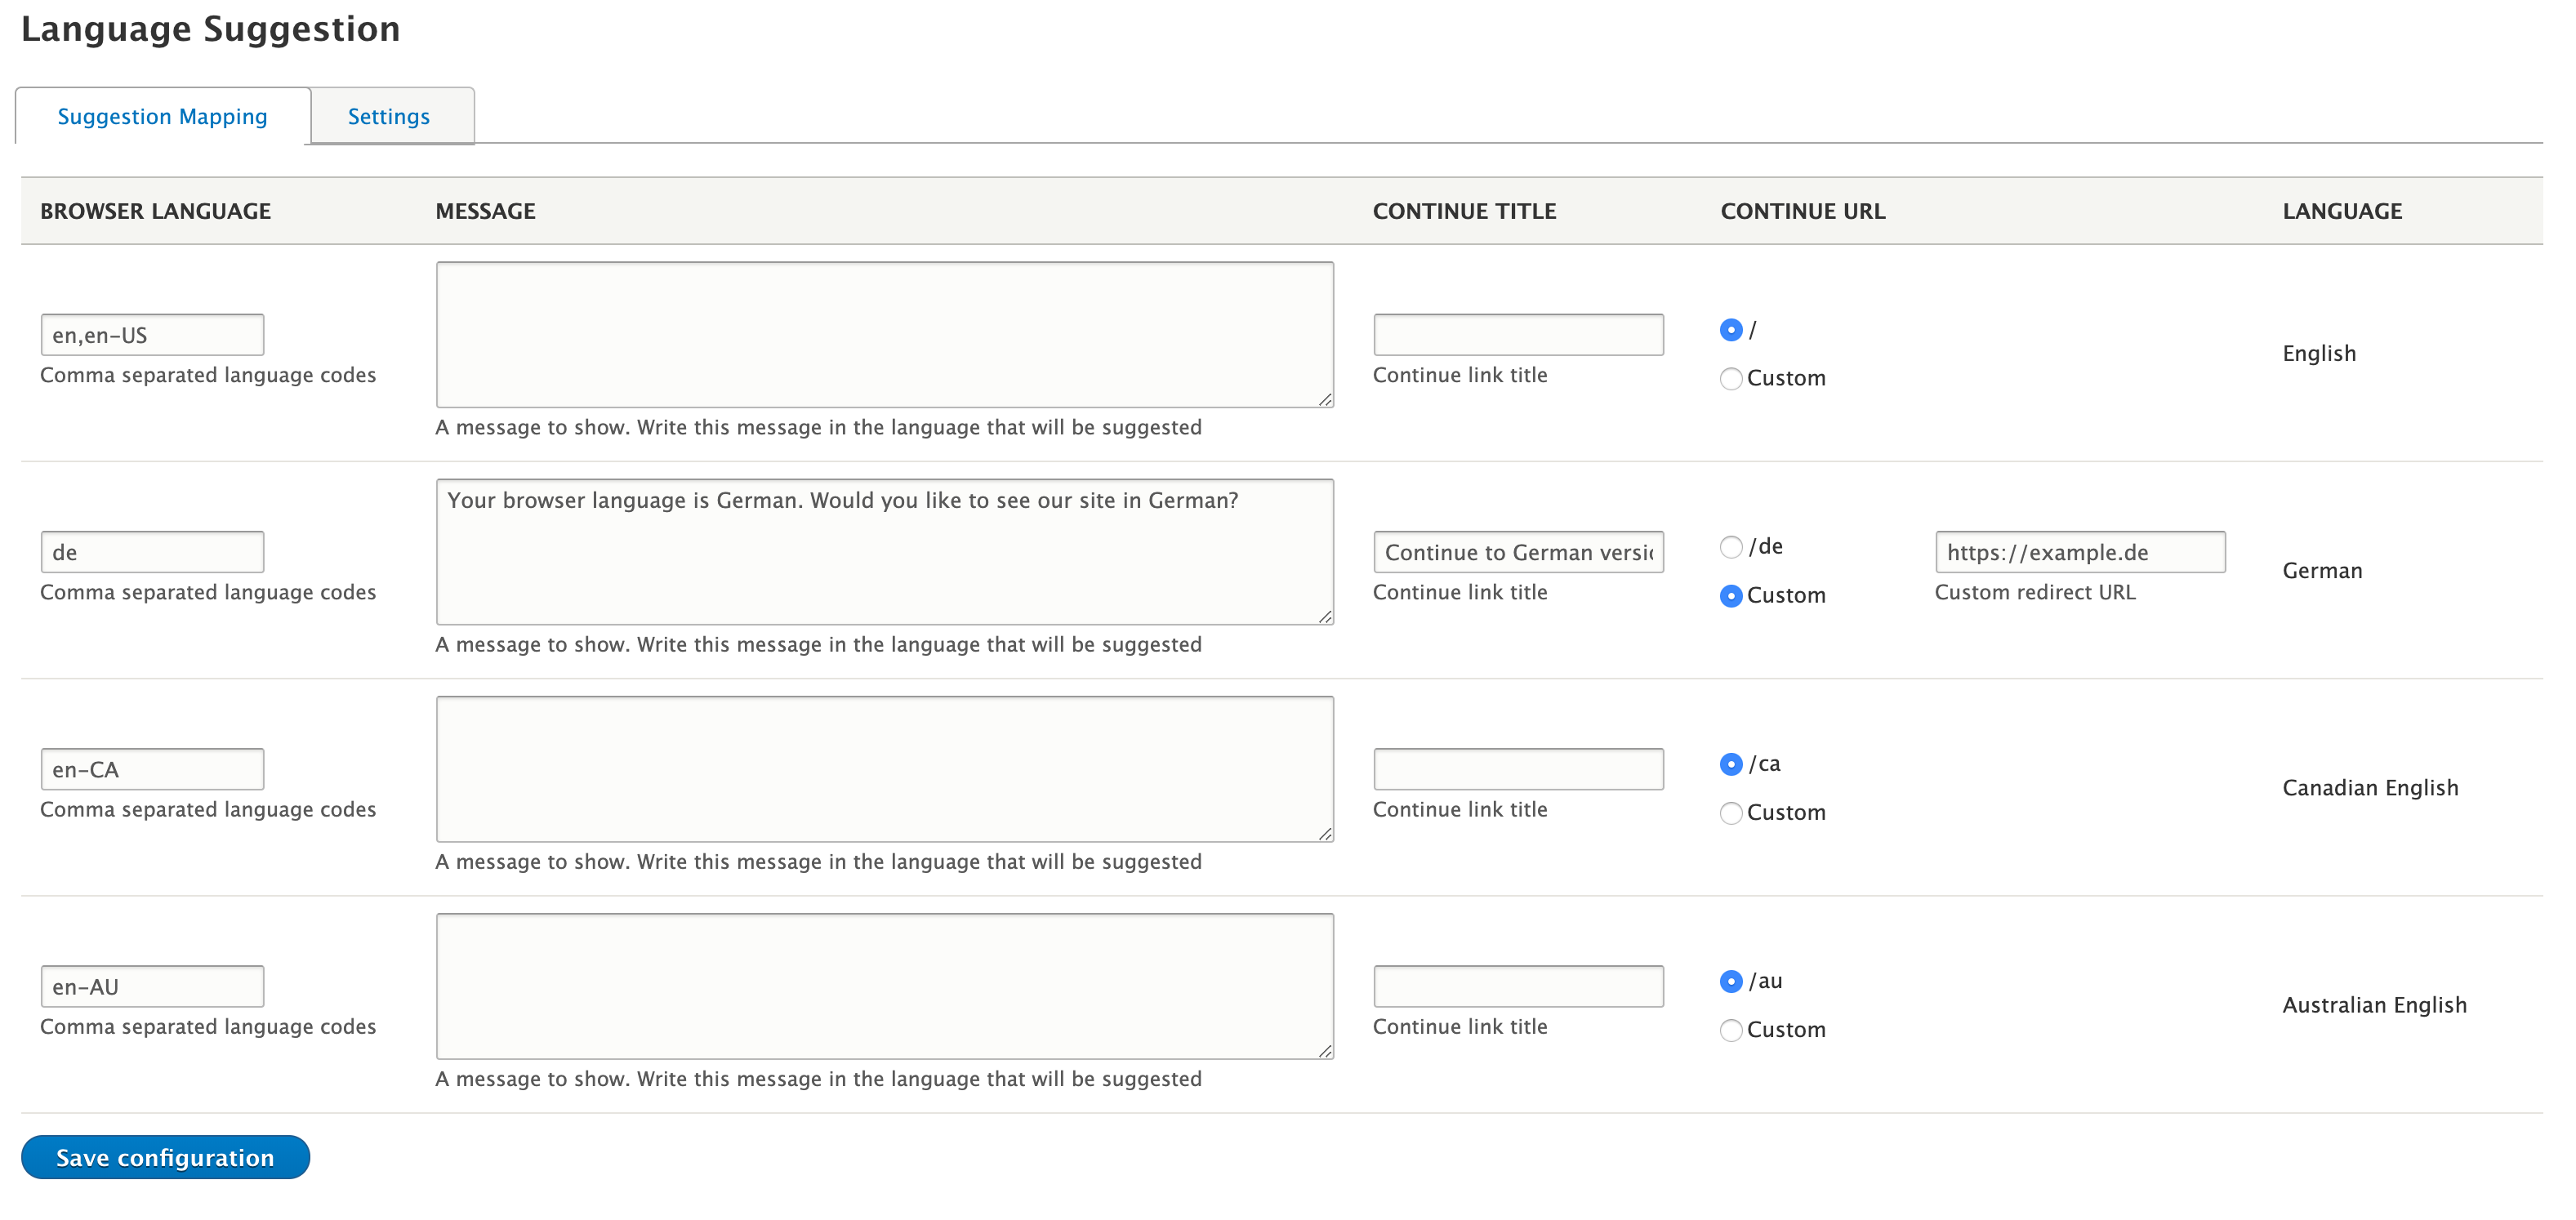 Language Suggestion
Suggestion Mapping Settings
BROWSER LANGUAGE MESSAGE CONTINUE TITLE CONTINUE URL LANGUAGE
en,en-US
Comma separated language codes
A message to show. Write this message in the language that will be suggested
Continue link title
/
Custom
English
de
Comma separated language codes
Your browser language is German. Would you like to see our site in German?
A message to show. Write this message in the language that will be suggested
Continue to German versi
Continue link title
/de
Custom
https://example.de
Custom redirect URL
German
en-CA
Comma separated language codes
A message to show. Write this message in the language that will be suggested
Continue link title
/ca
Custom
Canadian English
en-AU
Comma separated language codes
A message to show. Write this message in the language that will be suggested
Continue link title
/au
Custom
Australian English
Save configuration